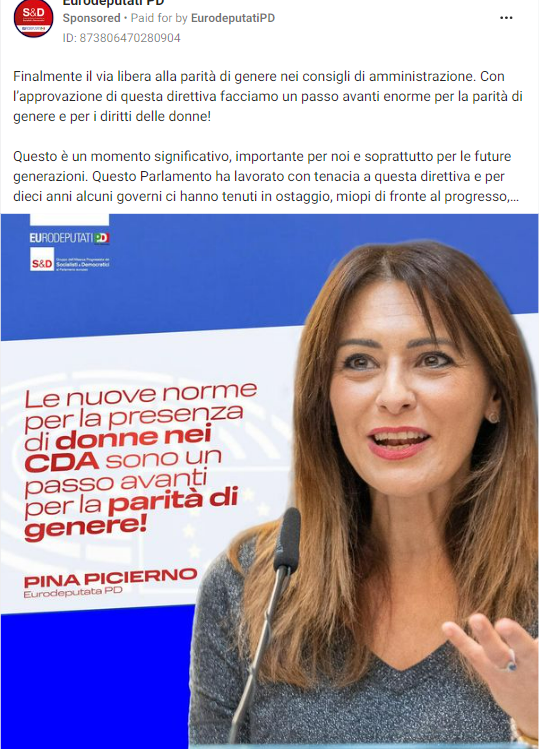 Eurodeputati PD
Sponsored • Paid for by EurodeputatiPD
ID: 873806470280904
Finalmente il via libera alla parità di genere nei consigli di amministrazione. Con
l'approvazione di questa direttiva facciamo un passo avanti enorme per la parità di
genere e per i diritti delle donne!
Questo è un momento significativo, importante per noi e soprattutto per le future
generazioni. Questo Parlamento ha lavorato con tenacia a questa direttiva e per
dieci anni alcuni governi ci hanno tenuti in ostaggio, miopi di fronte al progresso,...
S&D
EURODEPUTATI PD
S&D
Gruppo dell'Alleanza Progressista di
Socialisti & Democratici
al Parlamento europeo
Le nuove norme
per la presenza
di donne nei
CDA sono un
passo avanti
per la parità di
genere!
PINA PICIERNO
Eurodeputata PD